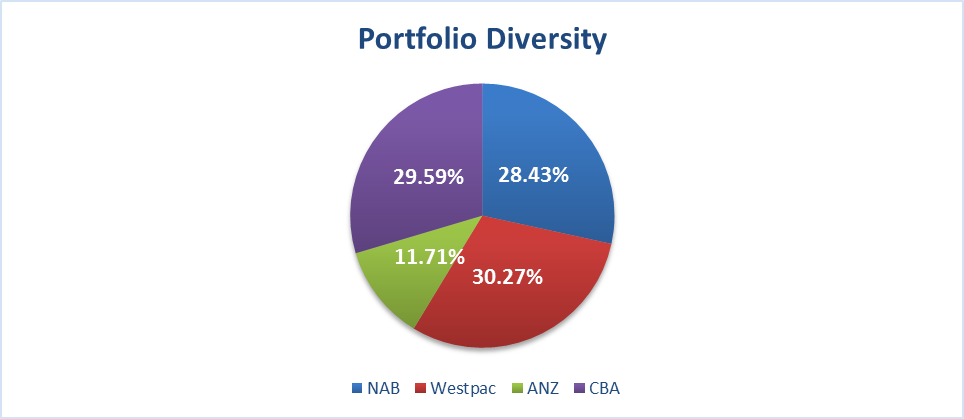 Portfolio Diversity
29.59% 28.43%
11.71%
30.27%
NAB Westpac ANZ CBA